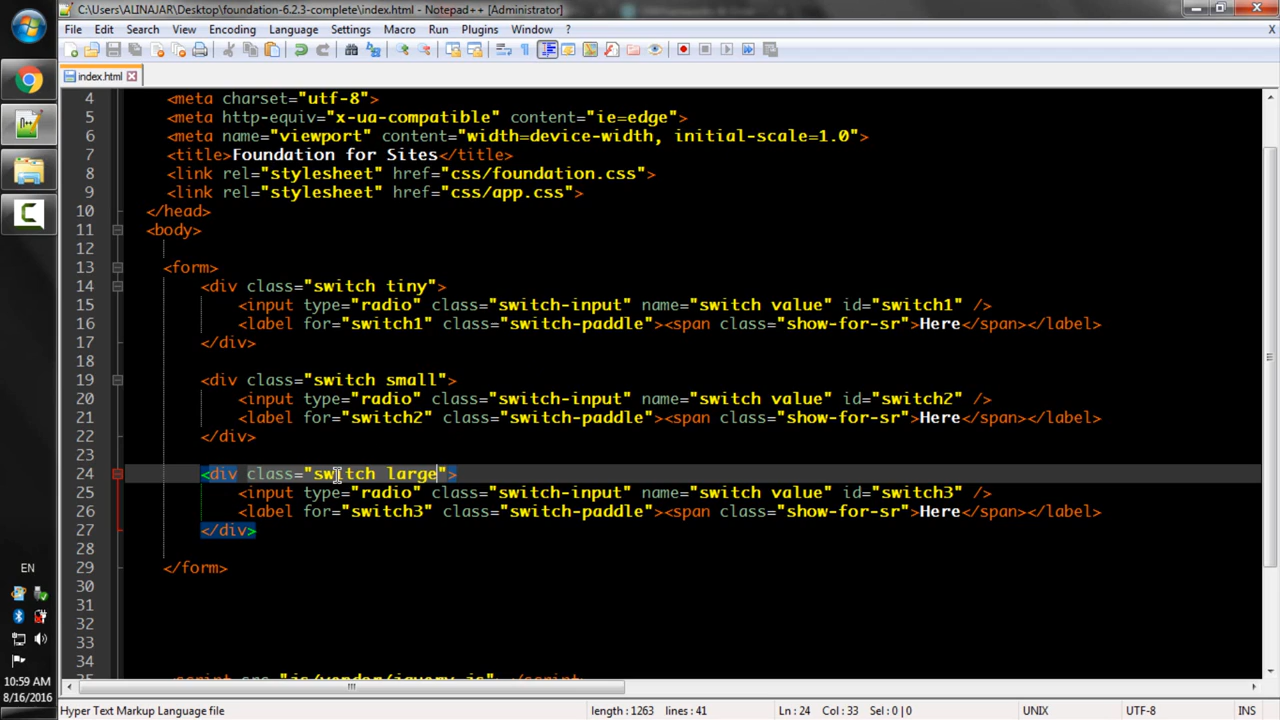 C:\Users\ALINAJAR\Desktop\foundation-6.2.3-complete\index.html - Notepad++ [Administrator]
File Edit Search View Encoding Language Settings Macro Run Plugins Window ? X
index.html
4 <meta charset="utf-8">
5 <meta http-equiv="x-ua-compatible" content="ie=edge">
6 <meta name="viewport" content="width=device-width, initial-scale=1.0">
7 <title>Foundation for Sites</title>
8 <link rel="stylesheet" href="css/foundation.css">
9 <link rel="stylesheet" href="css/app.css">
10 </head>
11 <body>
12
13 <form>
14 <div class="switch tiny">
15 <input type="radio" class="switch-input" name="switch value" id="switch1" />
16 <label for="switch1" class="switch-paddle"><span class="show-for-sr">Here</span></label>
17 </div>
18
19 <div class="switch small">
20 <input type="radio" class="switch-input" name="switch value" id="switch2" />
21 <label for="switch2" class="switch-paddle"><span class="show-for-sr">Here</span></label>
22 </div>
23
24 <div class="switch large">
25 <input type="radio" class="switch-input" name="switch value" id="switch3" />
26 <label for="switch3" class="switch-paddle"><span class="show-for-sr">Here</span></label>
27 </div>
28
29 </form>
30
31
32
33
34
35 <script src="js/vendor/jquery.js"></script>
EN
10:59 AM
8/16/2016
Hyper Text Markup Language file length : 1263 lines : 41 Ln : 24 Col : 33 Sel : 0 | 0 UNIX UTF-8 INS